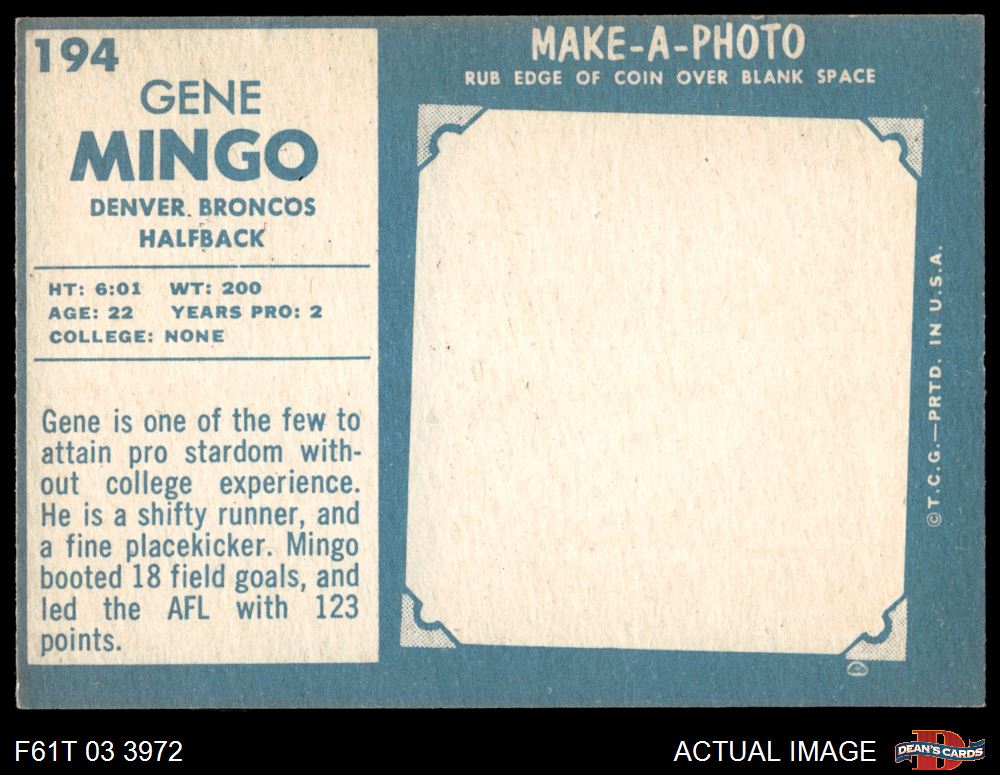 194
GENE
MINGO
DENVER BRONCOS
HALFBACK
HT: 6:01 WT: 200
AGE: 22 YEARS PRO: 2
COLLEGE: NONE
Gene is one of the few to
attain pro stardom with-
out college experience.
He is a shifty runner, and
a fine placekicker. Mingo
booted 18 field goals, and
led the AFL with 123
points.
MAKE-A-PHOTO
RUB EDGE OF COIN OVER BLANK SPACE
©T.C.G.—PRTD. IN U.S.A.
F61T 03 3972
ACTUAL IMAGE
D
DEAN'S CARDS